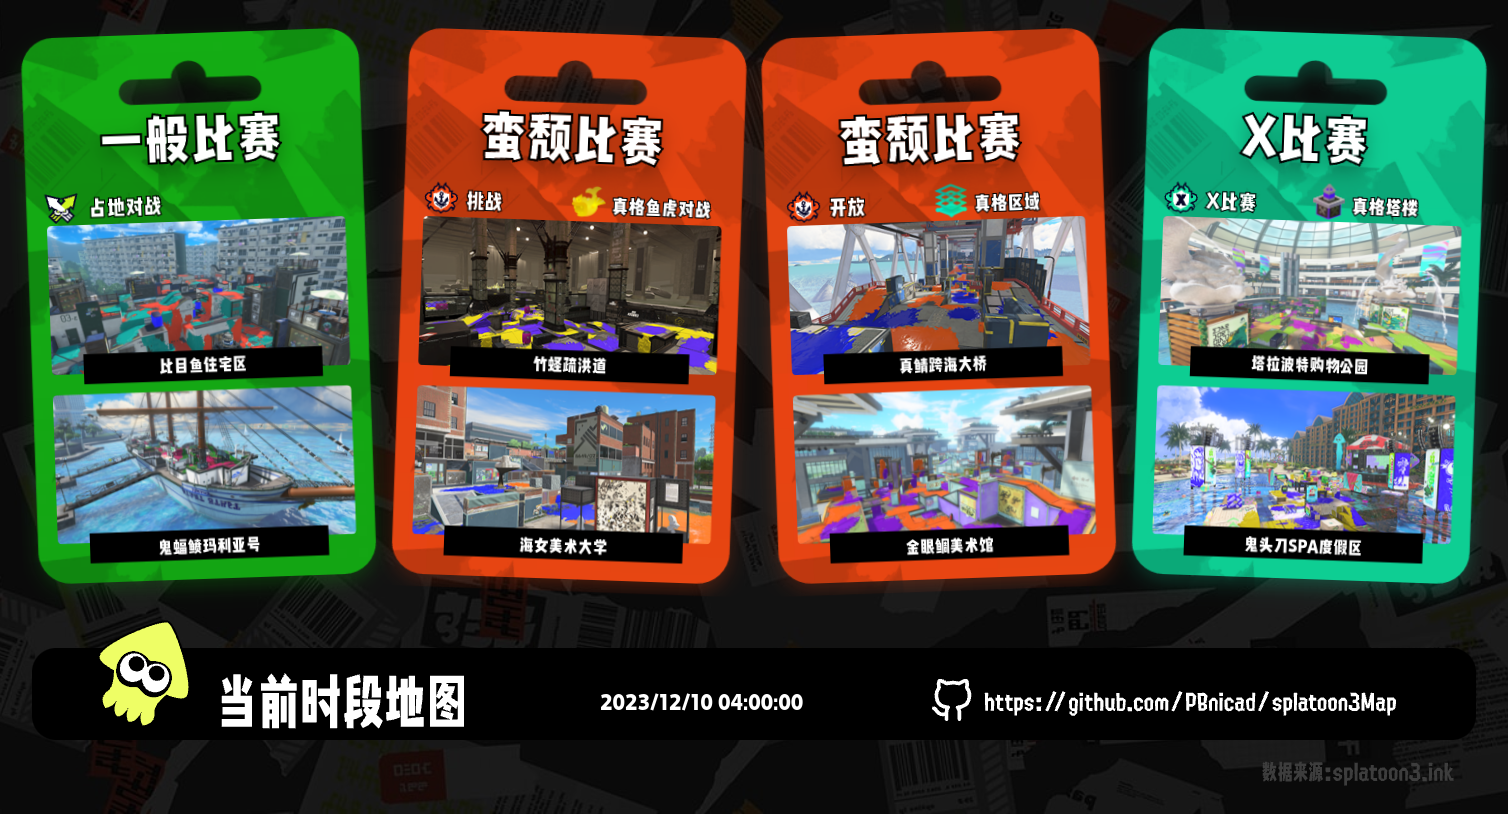 一般比赛
占地对战
比目鱼住宅区
鬼蝠鲼玛利亚号
蛮颓比赛
挑战
真格鱼虎对战
竹蛏疏洪道
海女美术大学
蛮颓比赛
开放
真格区域
真鲭跨海大桥
金眼鲷美术馆
X比赛
X比赛
真格塔楼
塔拉波特购物公园
鬼头刀SPA度假区
当前时段地图
2023/12/10 04:00:00
https://github.com/PBnicad/splatoon3Map
数据来源:splatoon3.ink